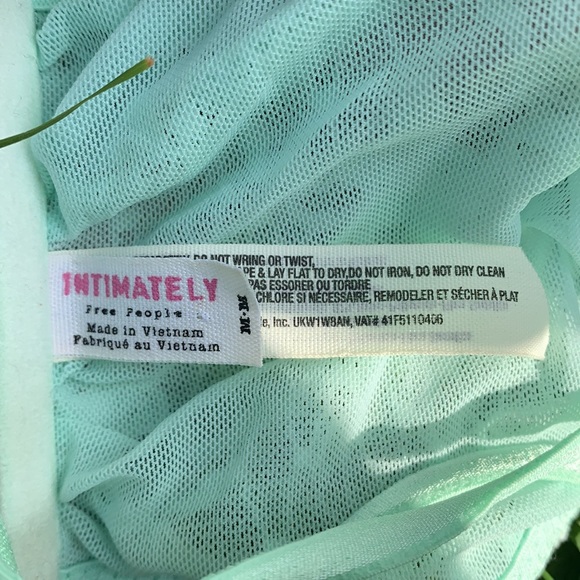 INTIMATELY
Free People
Made in Vietnam
Fabriqué au Vietnam
M·M
DO NOT WRING OR TWIST,
& LAY FLAT TO DRY,DO NOT IRON, DO NOT DRY CLEAN
PAS ESSORER OU TORDRE
CHLORE SI NÉCESSAIRE, REMODELER ET SÉCHER À PLAT
Inc. UKW1W8AN, VAT# 41F5110406